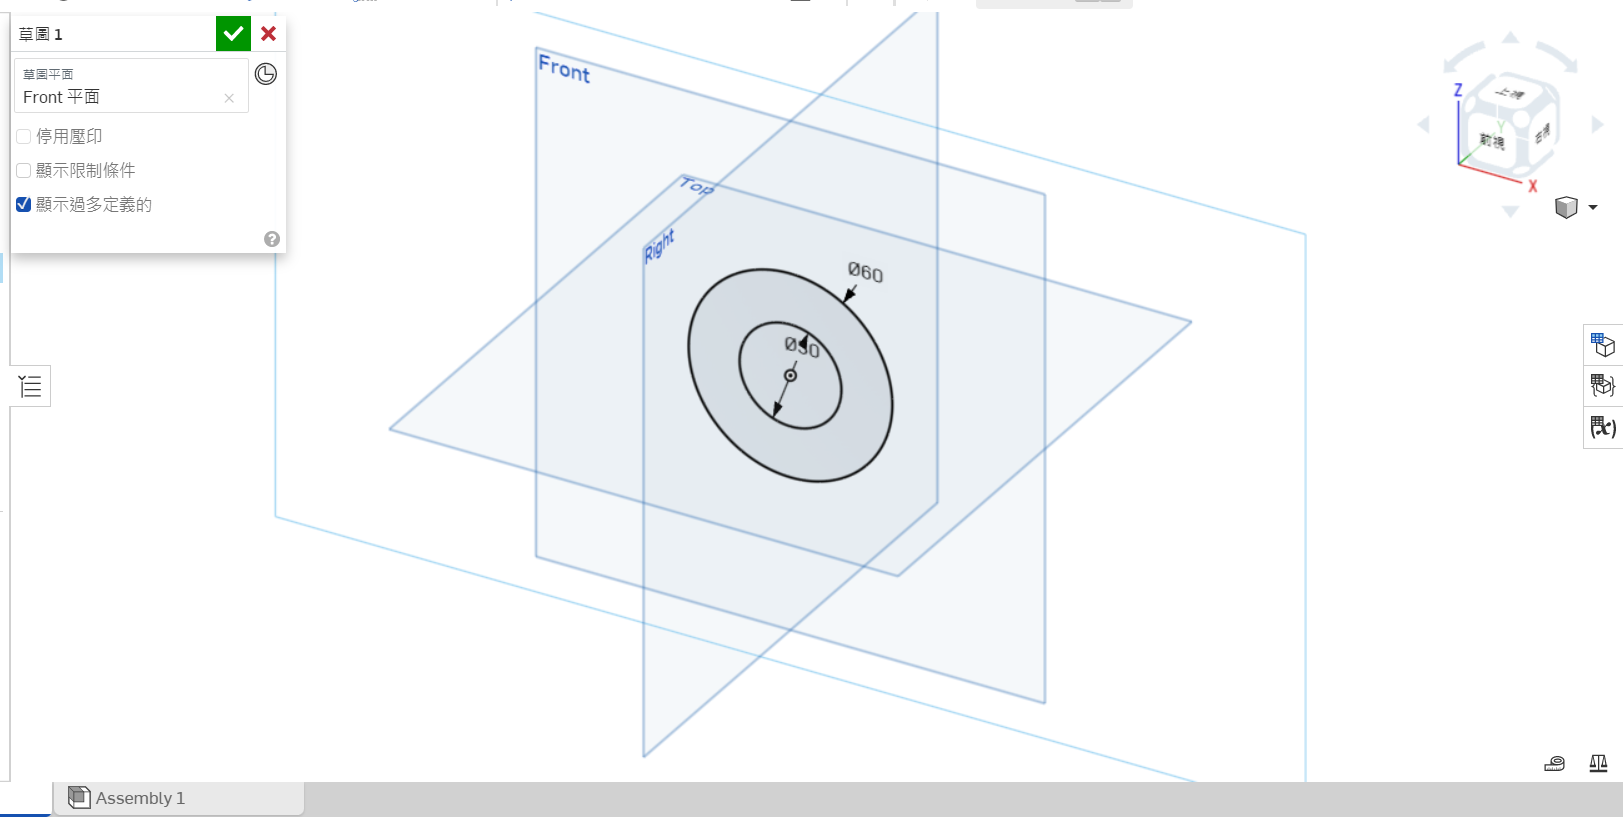 草圖 1
草圖平面
Front 平面
停用壓印
顯示限制條件
顯示過多定義的
Front
Top
Right
Ø60
Ø30
Z
上視
Y
前視
右視
X
(x)
Assembly 1